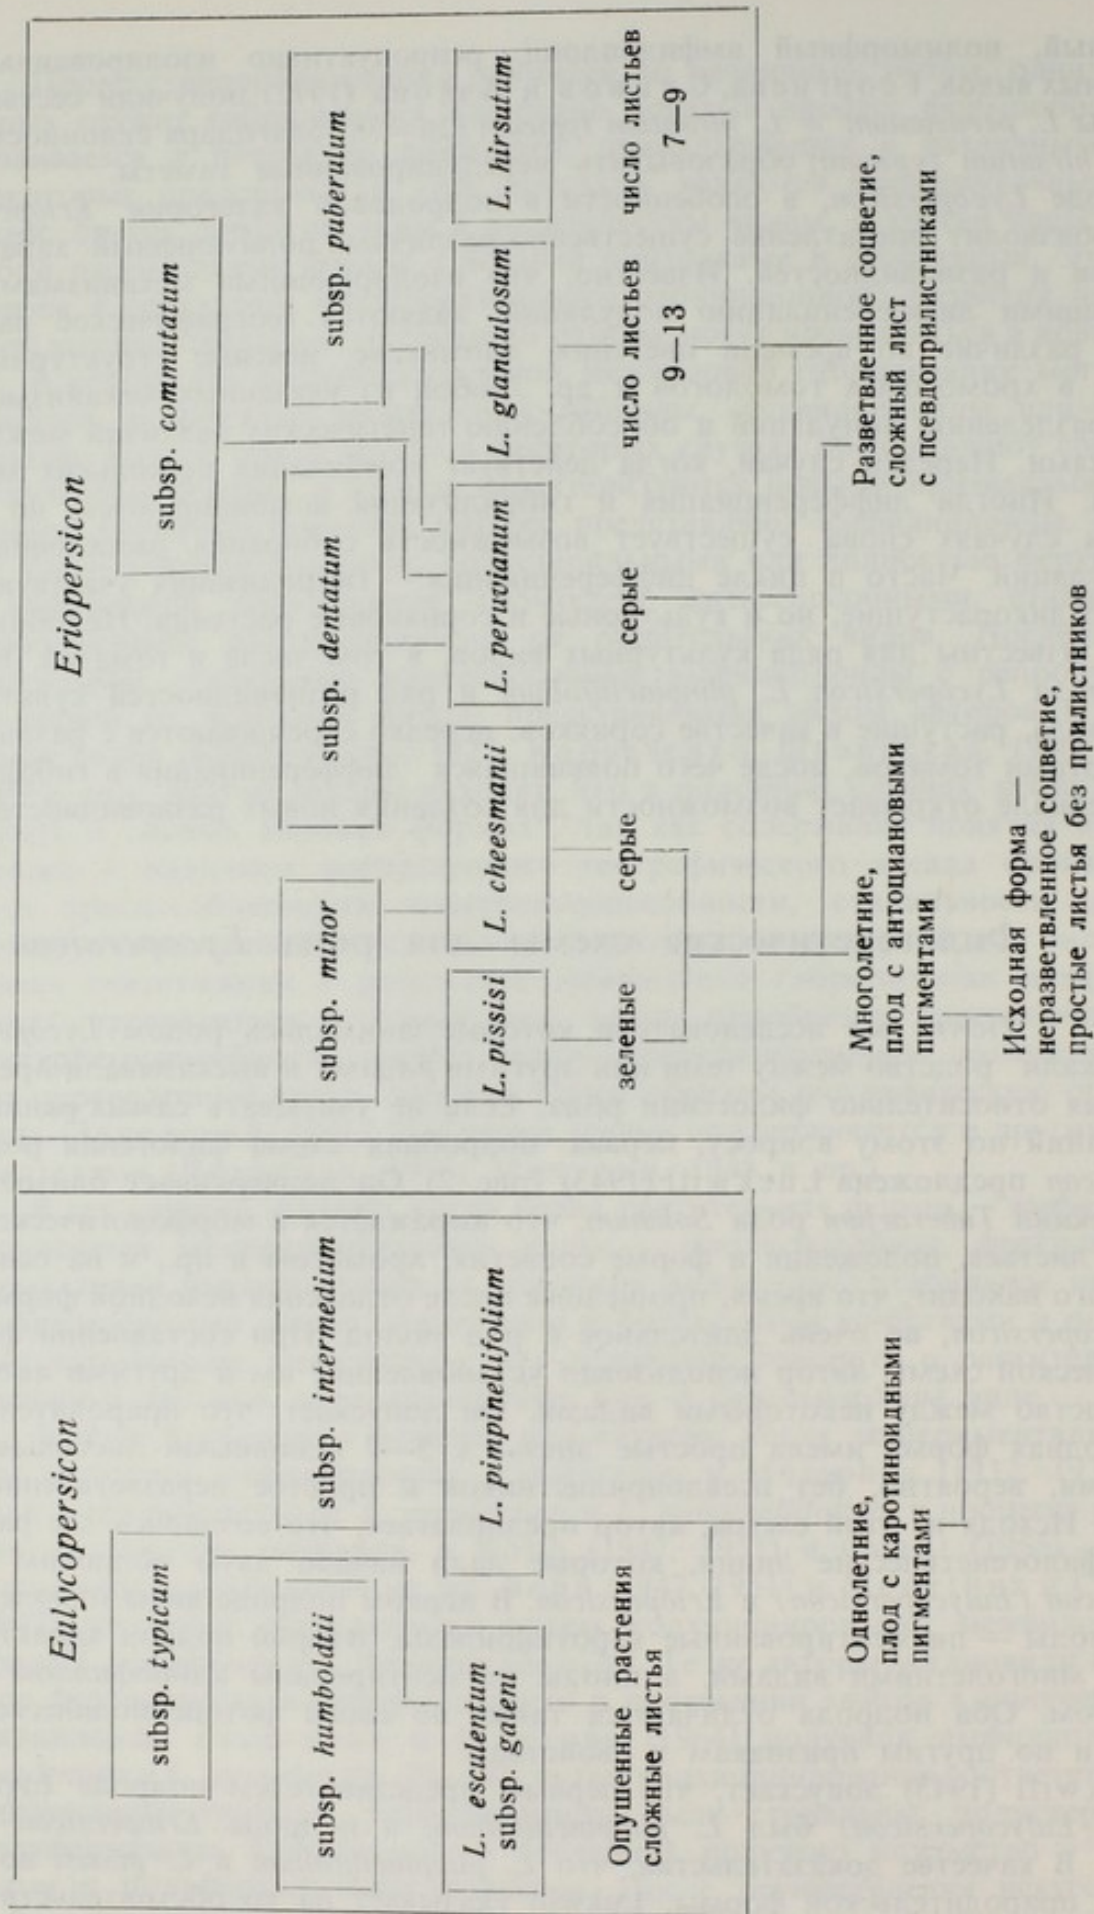 Eulycopersicon
Eriopersicon
subsp. typicum
subsp. commutatum
subsp. humboldtii
subsp. intermedium
subsp. minor
subsp. dentatum
subsp. puberulum
L. esculentum
subsp. galeni
L. pimpinellifolium
L. pissisi
L. cheesmanii
L. peruvianum
L. glandulosum
L. hirsutum
Опушенные растения
сложные листья
зеленые
серые
серые
число листьев
9—13
число листьев
7—9
Однолетние,
плод с каротиноидными
пигментами
Многолетние,
плод с антоциановыми
пигментами
Разветвленное соцветие,
сложный лист
с псевдоприлистниками
Исходная форма —
неразветвленное соцветие,
простые листья без прилистников